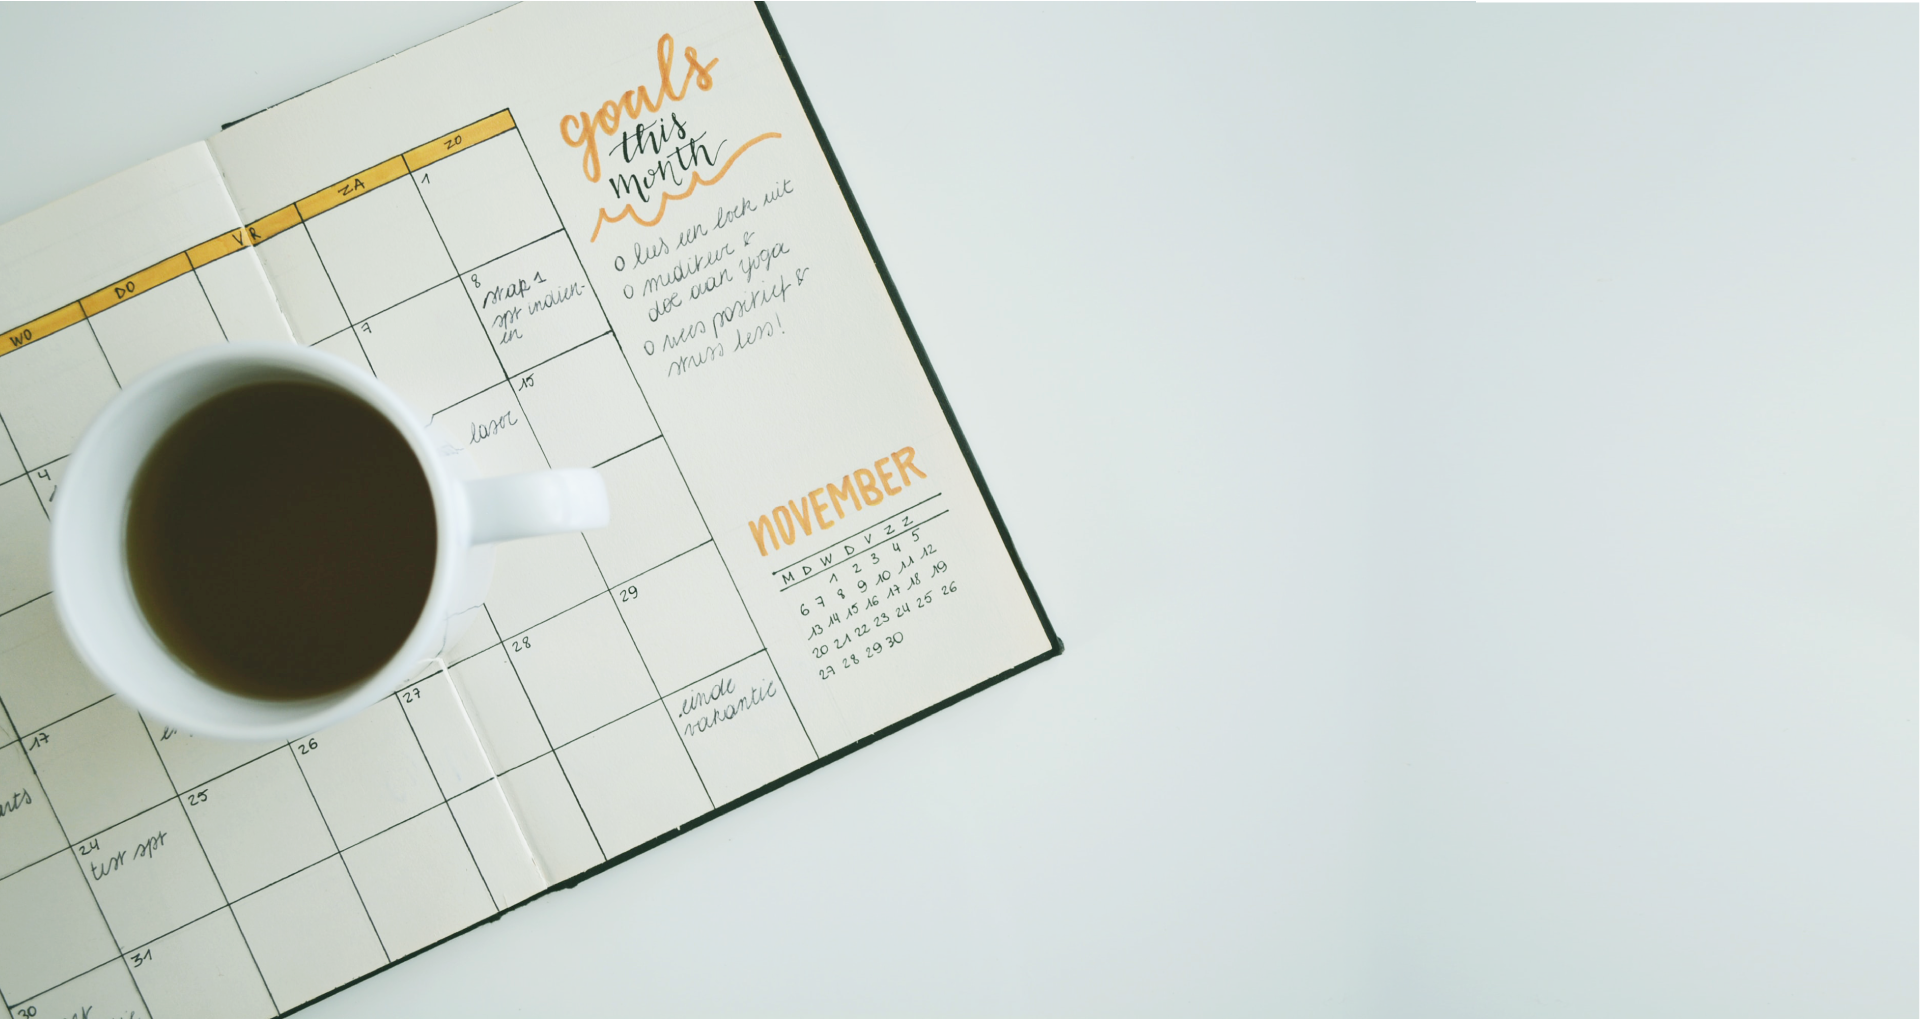 WO DO VR ZA ZO
1
4
7
8
stap 1
spt indien-
en
15
laser
17
24
test spt
25
26
27
28
29
einde
vakantie
30
31
goals
this
month
o lees een boek uit
o mediteer &
doe aan yoga
o wees positief &
stress less!
NOVEMBER
M D W D V Z Z
1 2 3 4 5
6 7 8 9 10 11 12
13 14 15 16 17 18 19
20 21 22 23 24 25 26
27 28 29 30